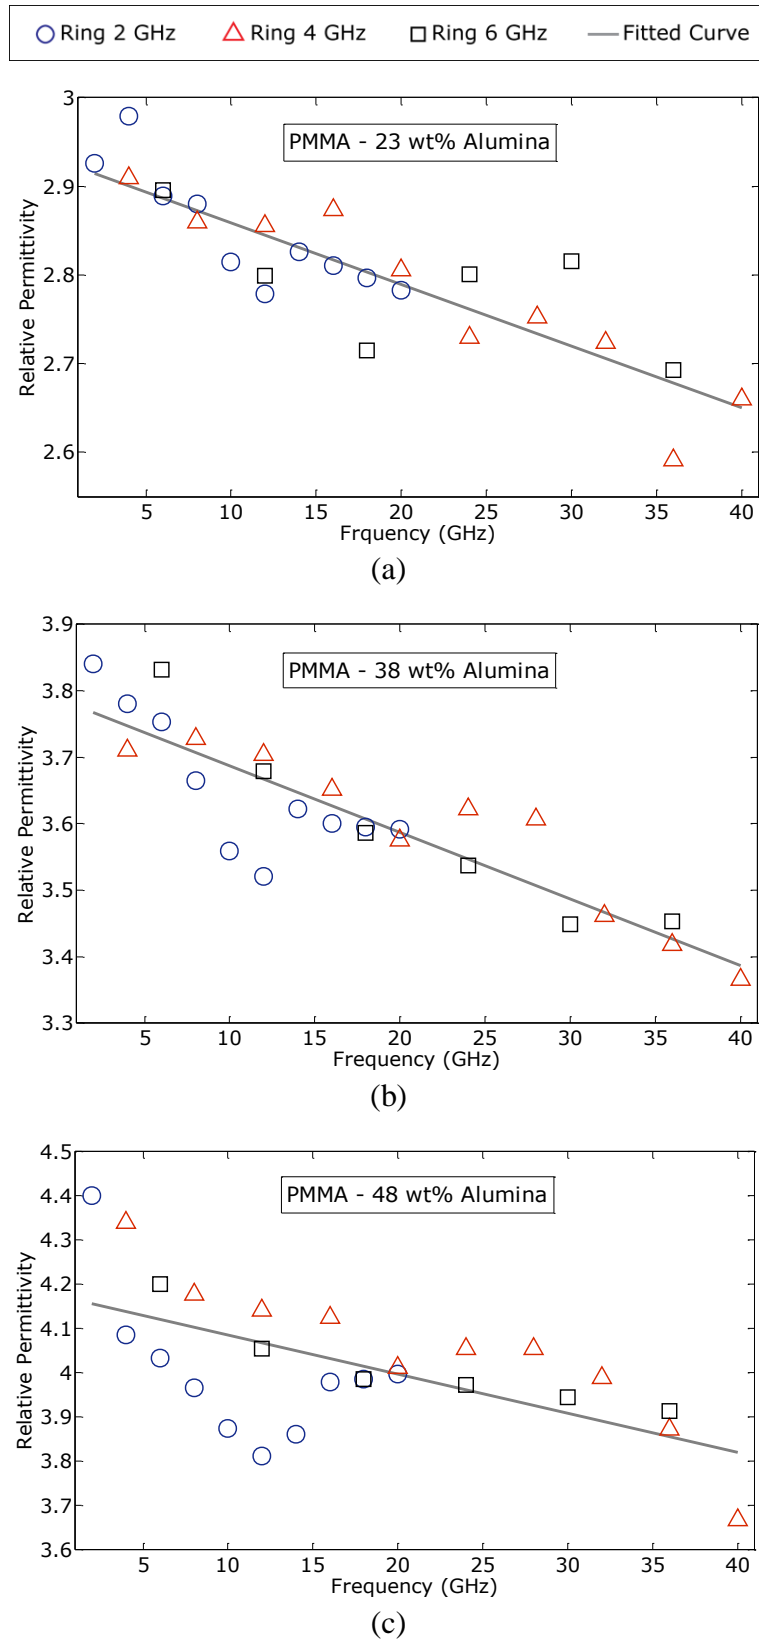 Ring 2 GHz Ring 4 GHz Ring 6 GHz Fitted Curve
PMMA - 23 wt% Alumina
Relative Permittivity
3
2.9
2.8
2.7
2.6
5 10 15 20 25 30 35 40
Frquency (GHz)
(a)
PMMA - 38 wt% Alumina
Relative Permittivity
3.9
3.8
3.7
3.6
3.5
3.4
3.3
5 10 15 20 25 30 35 40
Frequency (GHz)
(b)
PMMA - 48 wt% Alumina
Relative Permittivity
4.5
4.4
4.3
4.2
4.1
4
3.9
3.8
3.7
3.6
5 10 15 20 25 30 35 40
Frequency (GHz)
(c)